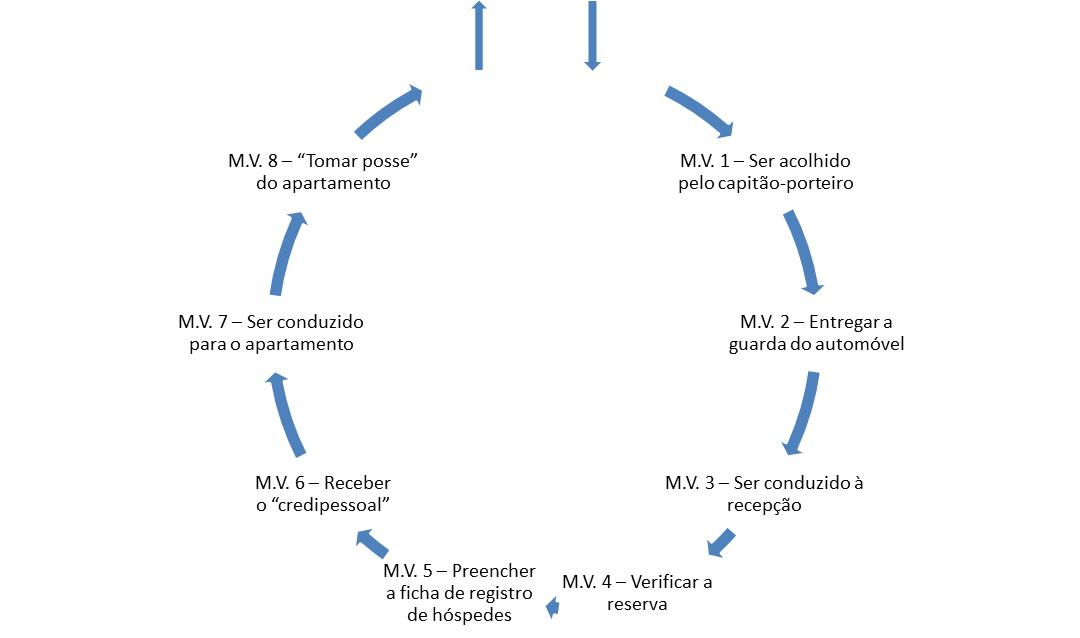 M.V. 1 – Ser acolhido
pelo capitão-porteiro
M.V. 2 – Entregar a
guarda do automóvel
M.V. 3 – Ser conduzido à
recepção
M.V. 4 – Verificar a
reserva
M.V. 5 – Preencher
a ficha de registro
de hóspedes
M.V. 6 – Receber
o “credipessoal”
M.V. 7 – Ser conduzido
para o apartamento
M.V. 8 – “Tomar posse”
do apartamento